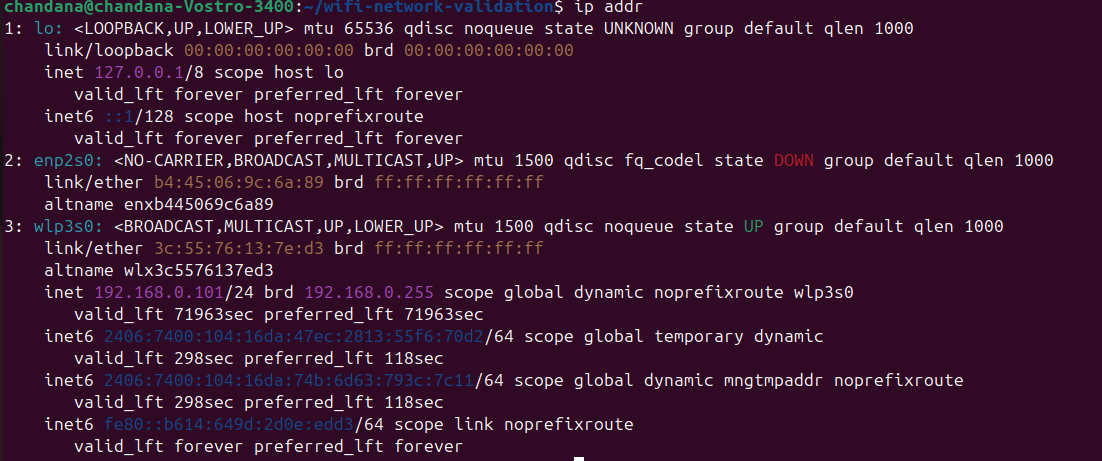 chandana@chandana-Vostro-3400:~/wifi-network-validation$ ip addr
1: lo: <LOOPBACK,UP,LOWER_UP> mtu 65536 qdisc noqueue state UNKNOWN group default qlen 1000
    link/loopback 00:00:00:00:00:00 brd 00:00:00:00:00:00
    inet 127.0.0.1/8 scope host lo
       valid_lft forever preferred_lft forever
    inet6 ::1/128 scope host noprefixroute
       valid_lft forever preferred_lft forever
2: enp2s0: <NO-CARRIER,BROADCAST,MULTICAST,UP> mtu 1500 qdisc fq_codel state DOWN group default qlen 1000
    link/ether b4:45:06:9c:6a:89 brd ff:ff:ff:ff:ff:ff
    altname enxb445069c6a89
3: wlp3s0: <BROADCAST,MULTICAST,UP,LOWER_UP> mtu 1500 qdisc noqueue state UP group default qlen 1000
    link/ether 3c:55:76:13:7e:d3 brd ff:ff:ff:ff:ff:ff
    altname wlx3c5576137ed3
    inet 192.168.0.101/24 brd 192.168.0.255 scope global dynamic noprefixroute wlp3s0
       valid_lft 71963sec preferred_lft 71963sec
    inet6 2406:7400:104:16da:47ec:2813:55f6:70d2/64 scope global temporary dynamic
       valid_lft 298sec preferred_lft 118sec
    inet6 2406:7400:104:16da:74b:6d63:793c:7c11/64 scope global dynamic mngtmpaddr noprefixroute
       valid_lft 298sec preferred_lft 118sec
    inet6 fe80::b614:649d:2d0e:edd3/64 scope link noprefixroute
       valid_lft forever preferred_lft forever